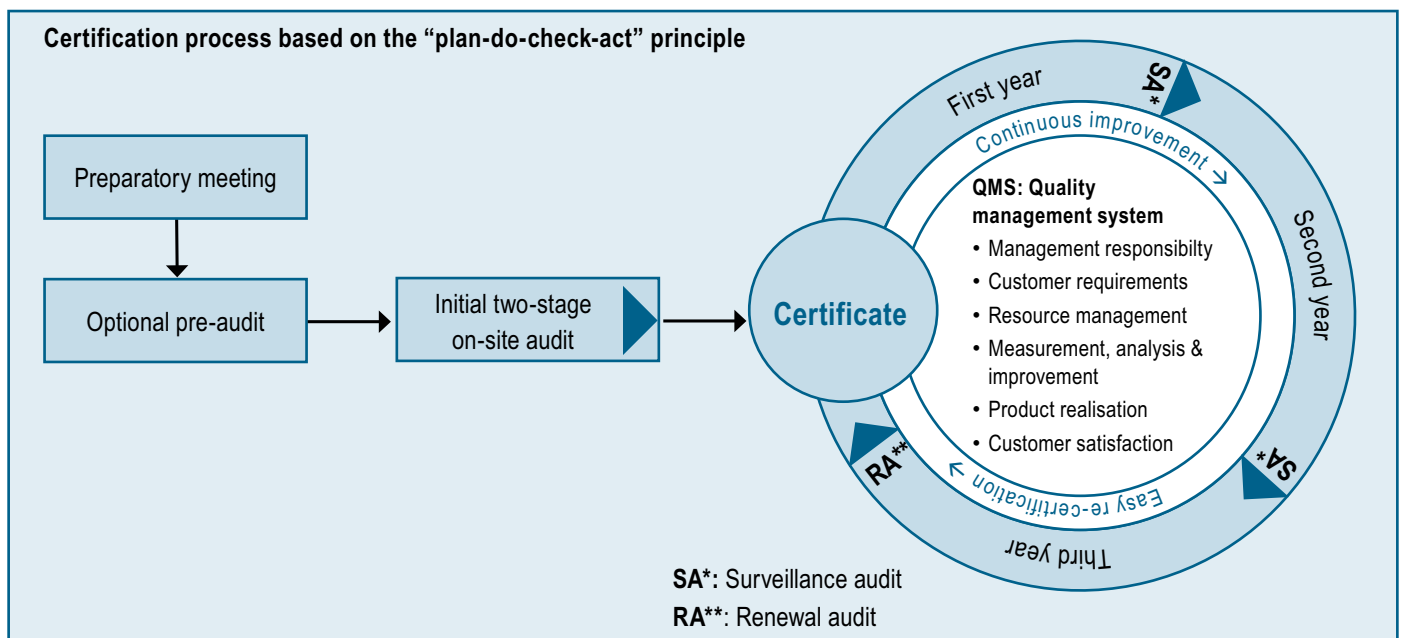 Certification process based on the “plan-do-check-act” principle
Preparatory meeting
Optional pre-audit
Initial two-stage
on-site audit
Certificate
First year
SA*
Second year
SA*
Third year
RA**
Continuous improvement →
Easy re-certification →
QMS: Quality
management system
• Management responsibilty
• Customer requirements
• Resource management
• Measurement, analysis &
improvement
• Product realisation
• Customer satisfaction
SA*: Surveillance audit
RA**: Renewal audit